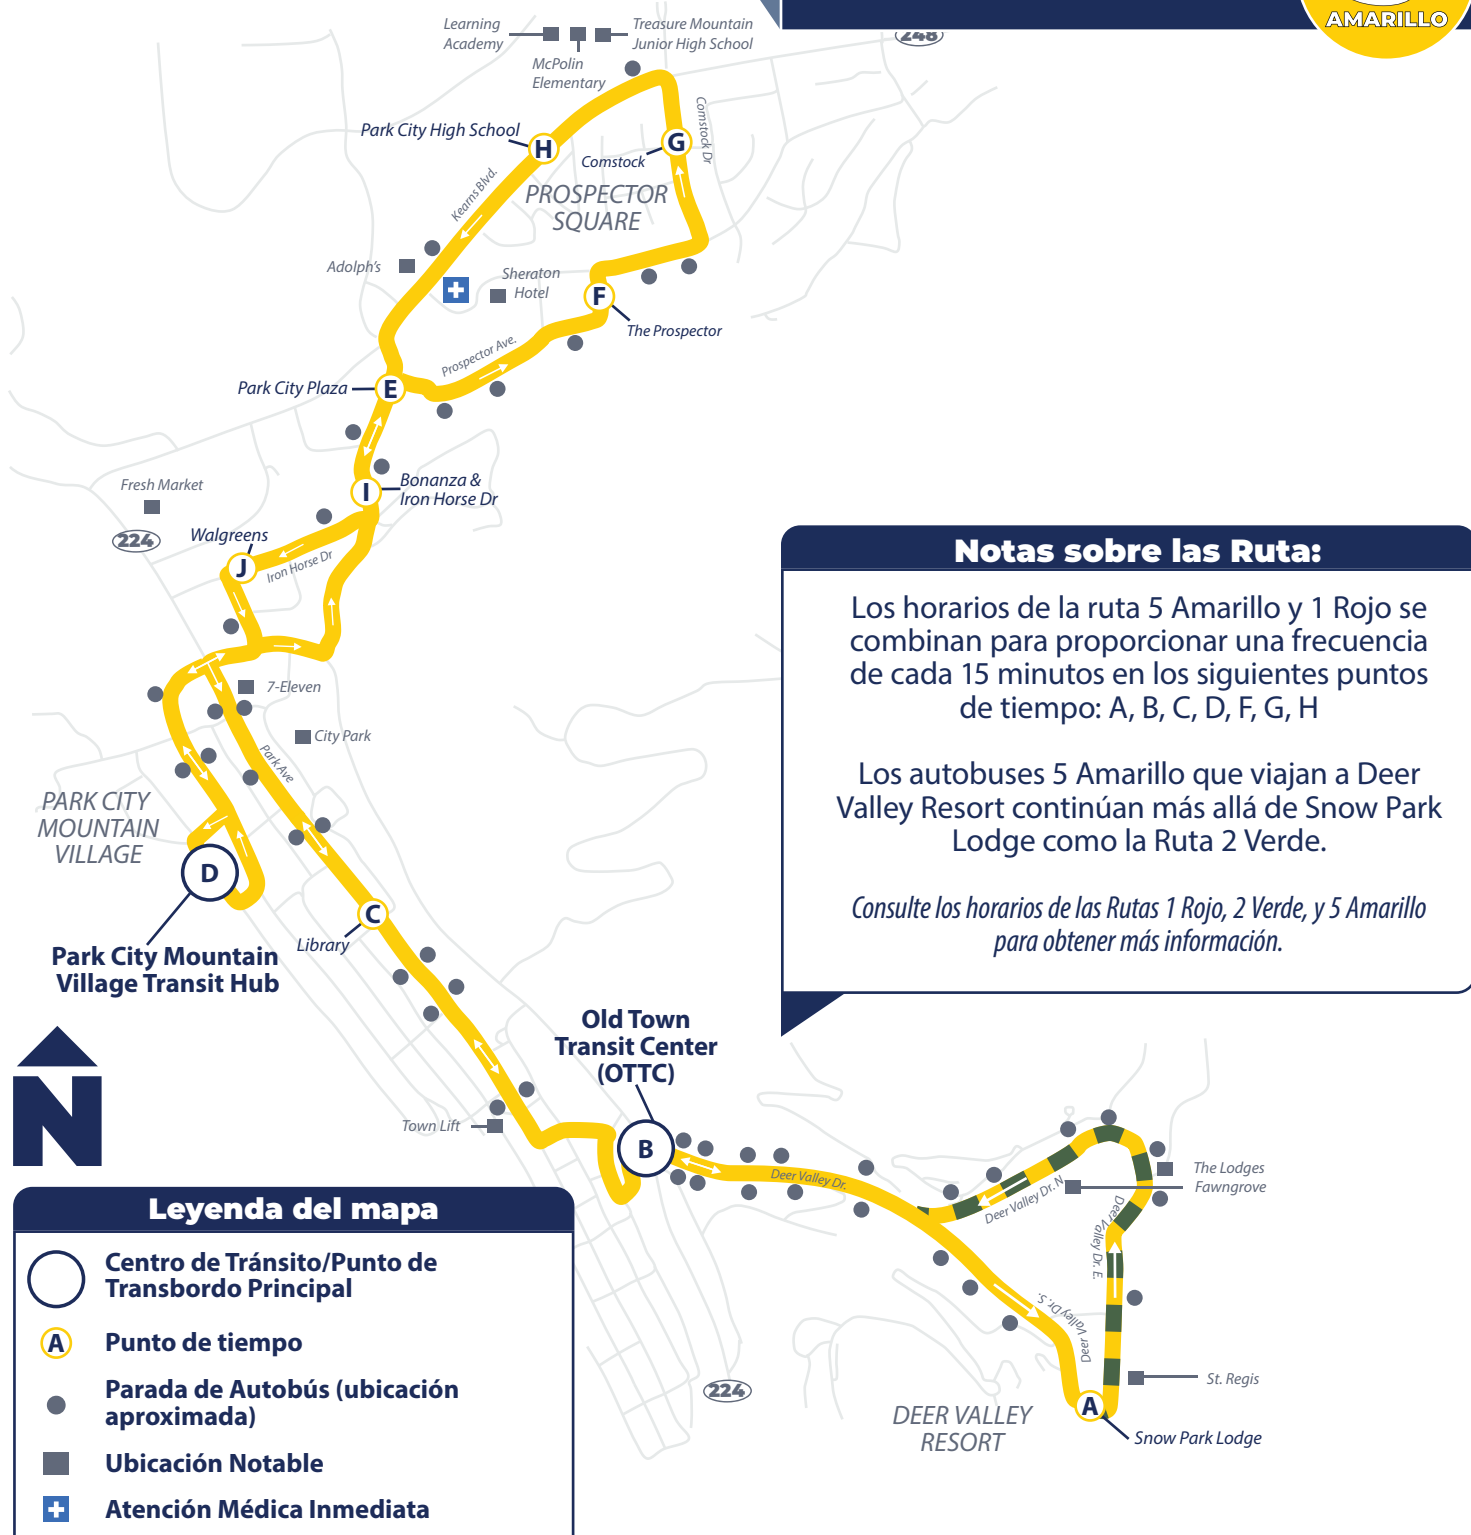 AMARILLO
248
Learning
Academy
McPolin
Elementary
Treasure Mountain
Junior High School
Park City High School
H
G
Comstock
Comstock Dr
Kearns Blvd.
PROSPECTOR
SQUARE
Adolph's
Sheraton
Hotel
F
The Prospector
Prospector Ave.
Park City Plaza
E
Bonanza &
Iron Horse Dr
I
Fresh Market
224
Walgreens
J
Iron Horse Dr
7-Eleven
City Park
Park Ave
PARK CITY
MOUNTAIN
VILLAGE
D
Park City Mountain
Village Transit Hub
C
Library
Notas sobre las Ruta:
Los horarios de la ruta 5 Amarillo y 1 Rojo se
combinan para proporcionar una frecuencia
de cada 15 minutos en los siguientes puntos
de tiempo: A, B, C, D, F, G, H
Los autobuses 5 Amarillo que viajan a Deer
Valley Resort continúan más allá de Snow Park
Lodge como la Ruta 2 Verde.
Consulte los horarios de las Rutas 1 Rojo, 2 Verde, y 5 Amarillo
para obtener más información.
N
Old Town
Transit Center
(OTTC)
B
Town Lift
Deer Valley Dr.
Deer Valley Dr. N
The Lodges
Fawngrove
Deer Valley Dr. E.
Deer Valley Dr. S.
St. Regis
A
Snow Park Lodge
DEER VALLEY
RESORT
224
Leyenda del mapa
Centro de Tránsito/Punto de
Transbordo Principal
A Punto de tiempo
Parada de Autobús (ubicación
aproximada)
Ubicación Notable
Atención Médica Inmediata